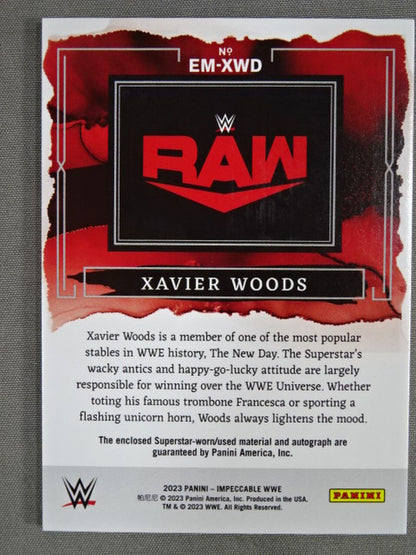 Nº
EM-XWD
W
RAW
XAVIER WOODS
Xavier Woods is a member of one of the most popular
stables in WWE history, The New Day. The Superstar's
wacky antics and happy-go-lucky attitude are largely
responsible for winning over the WWE Universe. Whether
toting his famous trombone Francesca or sporting a
flashing unicorn horn, Woods always lightens the mood.
The enclosed Superstar-worn/used material and autograph are
guaranteed by Panini America, Inc.
W
2023 PANINI – IMPECCABLE WWE
帕尼尼 © 2023 Panini America, Inc. Produced in the USA.
TM & © 2023 WWE. All Rights Reserved.
PANINI